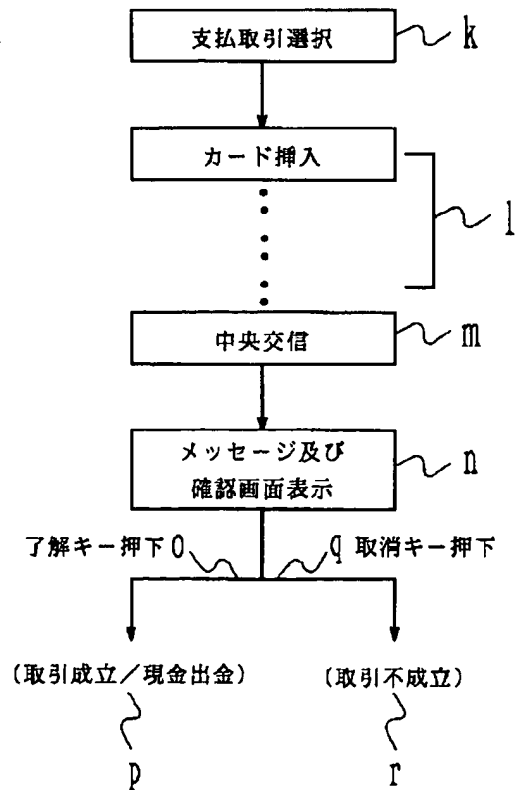 支払取引選択 k
カード挿入
l
中央交信 m
メッセージ及び
確認画面表示 n
了解キー押下 o q 取消キー押下
(取引成立/現金出金) (取引不成立)
p r